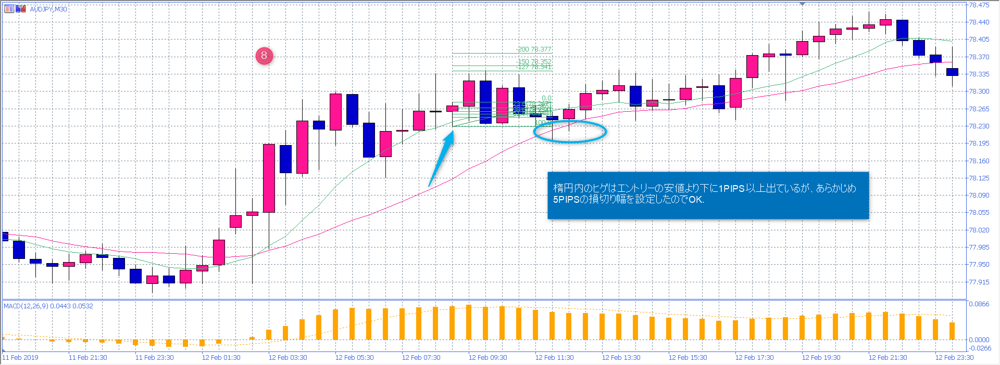 AUDJPY,M30
8
-200 78.377
-150 78.352
-127 78.341
0.0
楕円内のヒゲはエントリーの安値より下に1PIPS以上出ているが、あらかじめ
5PIPSの損切り幅を設定したのでOK.
78.475
78.440
78.405
78.370
78.335
78.300
78.265
78.230
78.195
78.160
78.125
78.090
78.055
78.020
77.985
77.950
77.915
MACD(12,26,9) 0.0443 0.0532
0.0866
0.0000
-0.0266
11 Feb 2019
11 Feb 21:30
11 Feb 23:30
12 Feb 01:30
12 Feb 03:30
12 Feb 05:30
12 Feb 07:30
12 Feb 09:30
12 Feb 11:30
12 Feb 13:30
12 Feb 15:30
12 Feb 17:30
12 Feb 19:30
12 Feb 21:30
12 Feb 23:30